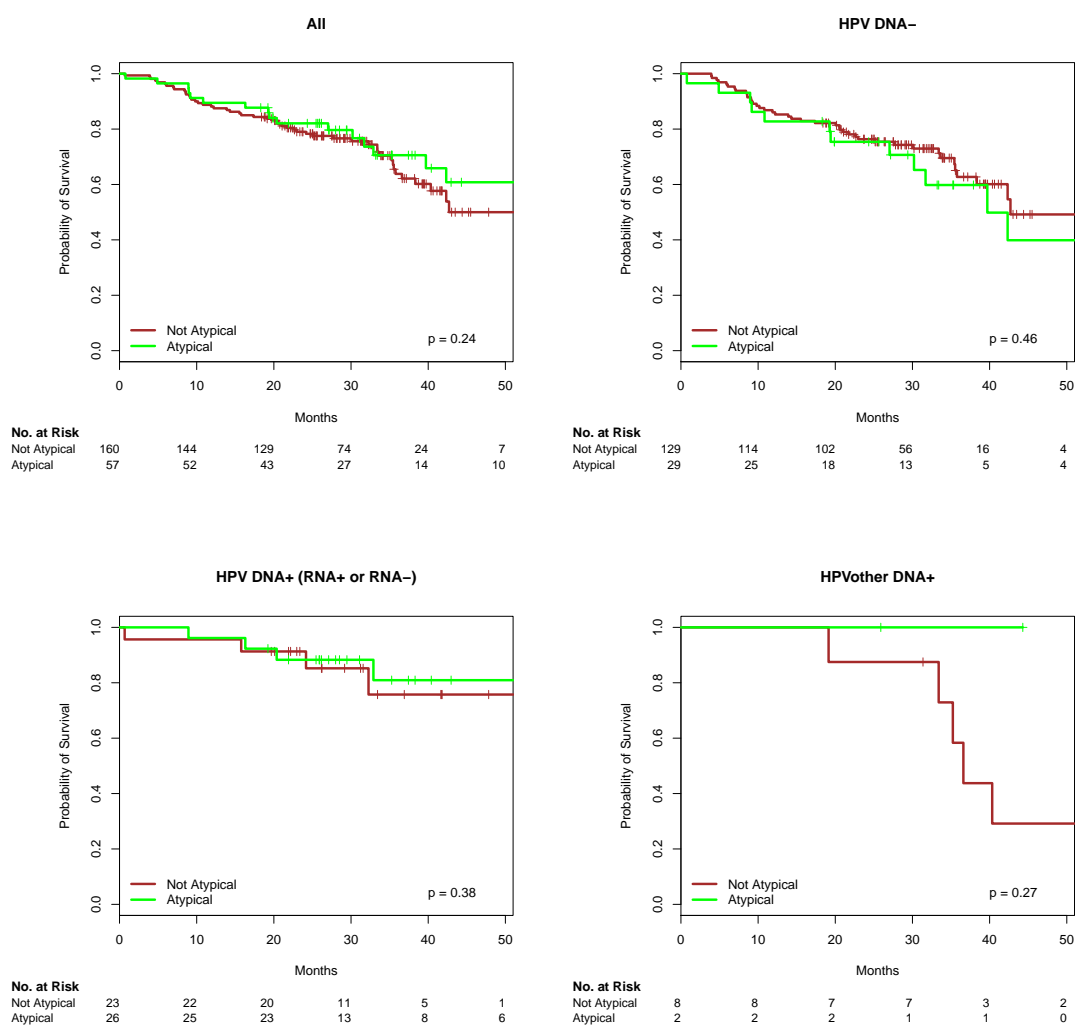 All
Probability of Survival
1.0
0.8
0.6
0.4
0.2
0.0
Not Atypical
Atypical
p = 0.24
0 10 20 30 40 50
Months
No. at Risk
Not Atypical 160 144 129 74 24 7
Atypical 57 52 43 27 14 10
HPV DNA−
Probability of Survival
1.0
0.8
0.6
0.4
0.2
0.0
Not Atypical
Atypical
p = 0.46
0 10 20 30 40 50
Months
No. at Risk
Not Atypical 129 114 102 56 16 4
Atypical 29 25 18 13 5 4
HPV DNA+ (RNA+ or RNA−)
Probability of Survival
1.0
0.8
0.6
0.4
0.2
0.0
Not Atypical
Atypical
p = 0.38
0 10 20 30 40 50
Months
No. at Risk
Not Atypical 23 22 20 11 5 1
Atypical 26 25 23 13 8 6
HPVother DNA+
Probability of Survival
1.0
0.8
0.6
0.4
0.2
0.0
Not Atypical
Atypical
p = 0.27
0 10 20 30 40 50
Months
No. at Risk
Not Atypical 8 8 7 7 3 2
Atypical 2 2 2 1 1 0